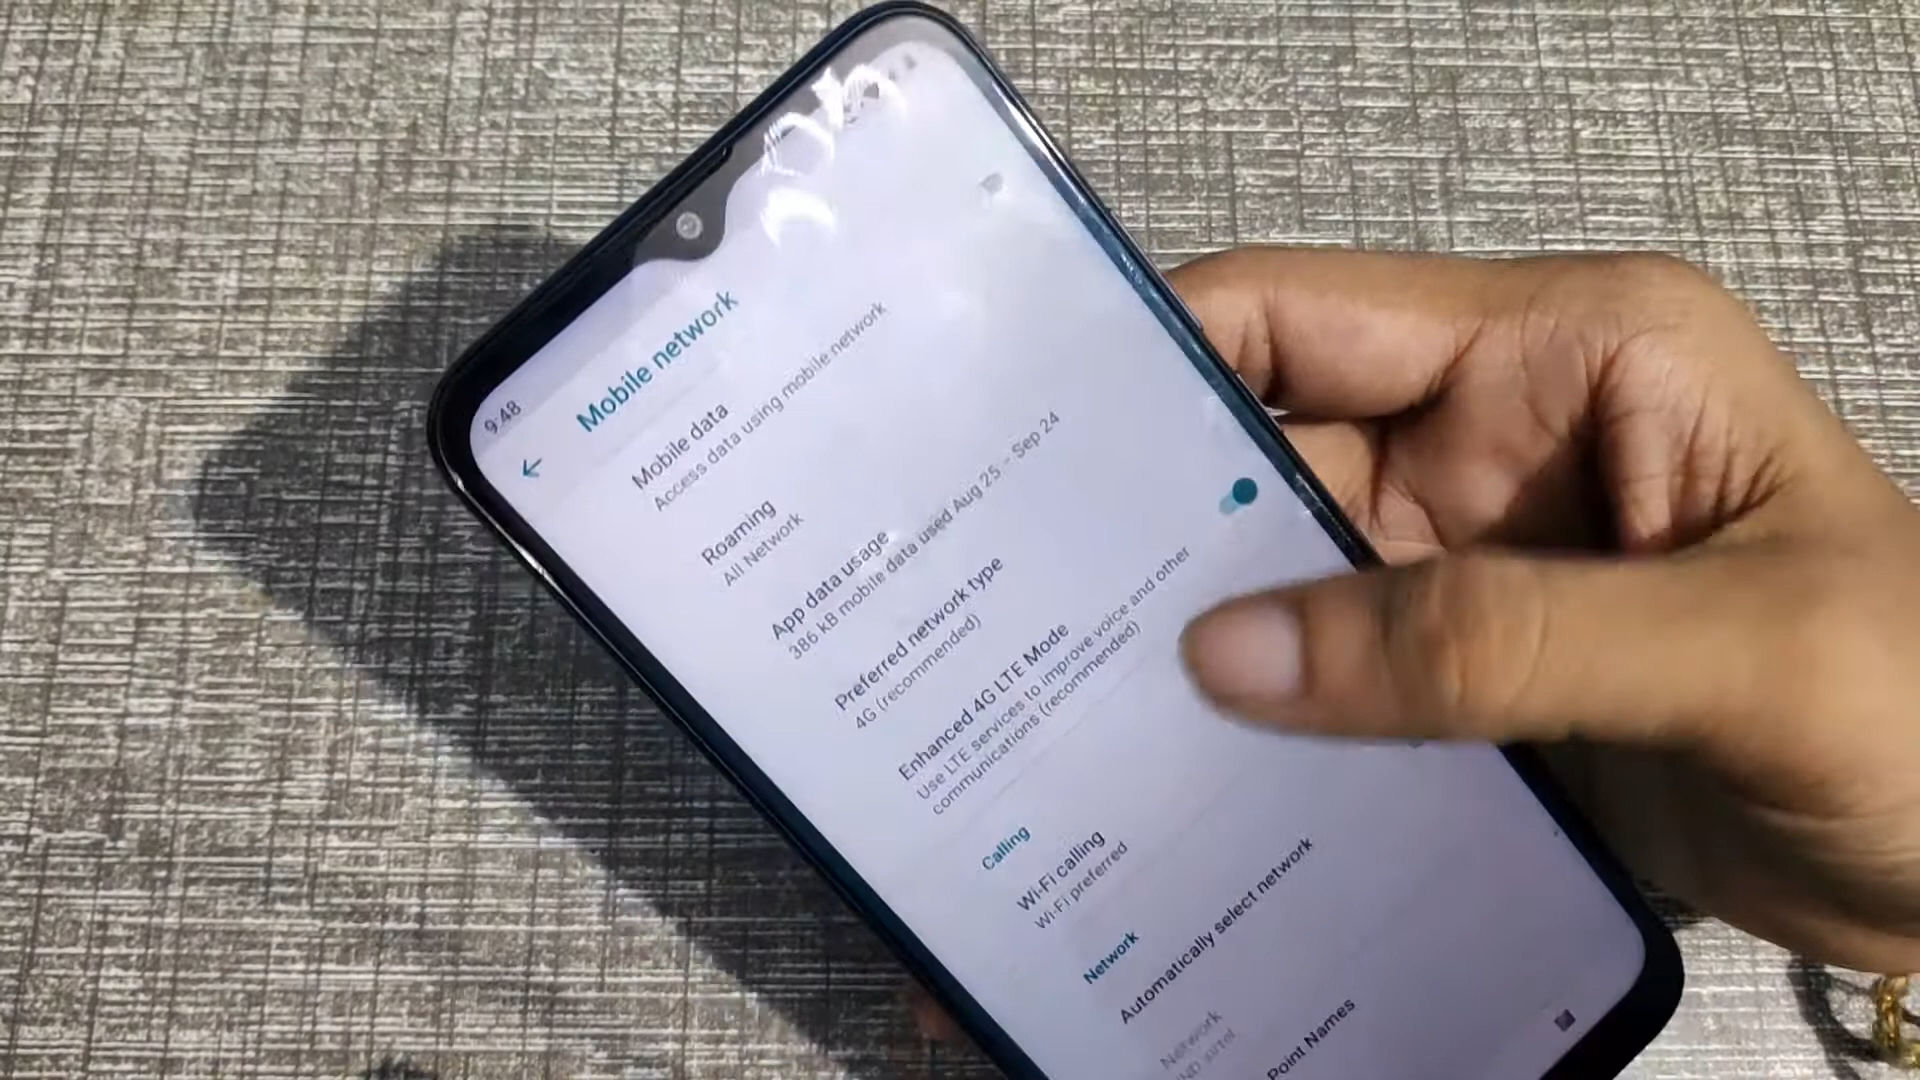 9:48
Mobile network
Mobile data
Access data using mobile network
Roaming
All Network
App data usage
386 kB mobile data used Aug 25 – Sep 24
Preferred network type
4G (recommended)
Enhanced 4G LTE Mode
Use LTE services to improve voice and other
communications (recommended)
Calling
Wi-Fi calling
Wi-Fi preferred
Network
Automatically select network
Network
airtel
Point Names